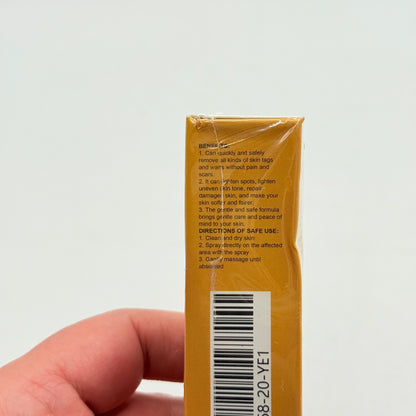 BENEFITS:
1. Can quickly and safely
remove all kinds of skin tags
and warts without pain and
scars.
2. It can lighten spots, lighten
uneven skin tone, repair
damaged skin, and make your
skin softer and fairer.
3. The gentle and safe formula
brings gentle care and peace of
mind to your skin.
DIRECTIONS OF SAFE USE:
1. Clean and dry skin
2. Spray directly on the affected
area with the spray
3. Gently massage until
absorbed
68-20-YE1